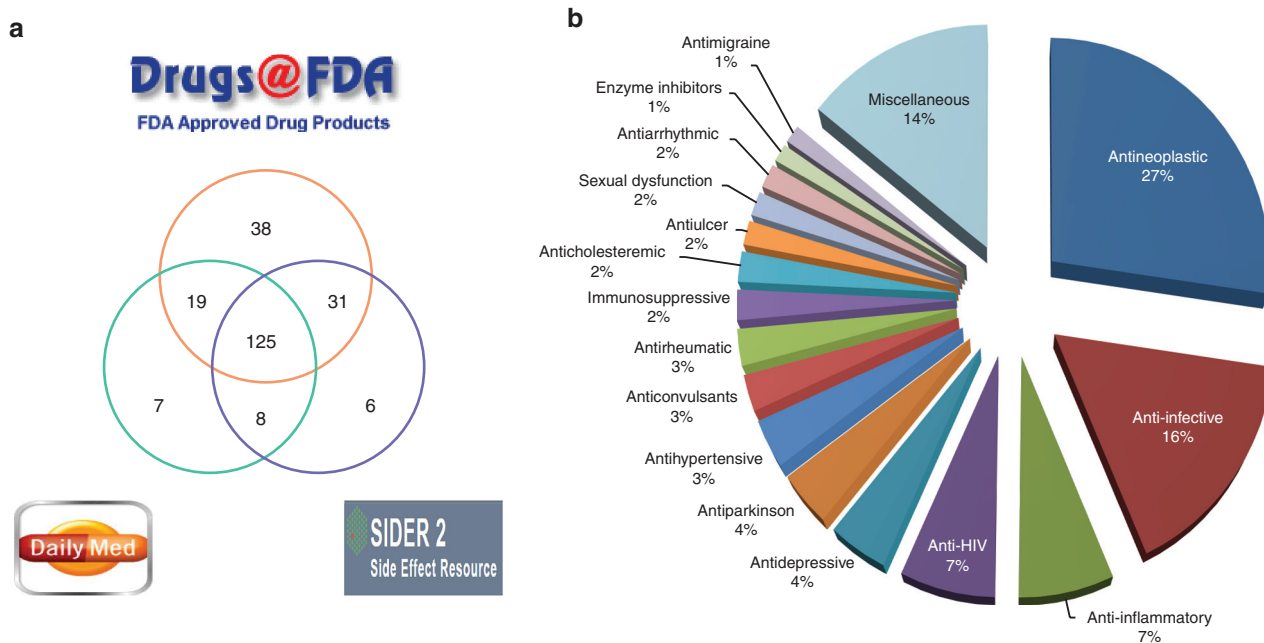 a
Drugs@FDA
FDA Approved Drug Products
38
19
31
125
7
8
6
DailyMed
SIDER 2
Side Effect Resource
b
Antimigraine
1%
Enzyme inhibitors
1%
Antiarrhythmic
2%
Sexual dysfunction
2%
Antiulcer
2%
Anticholesteremic
2%
Immunosuppressive
2%
Antirheumatic
3%
Anticonvulsants
3%
Antihypertensive
3%
Antiparkinson
4%
Antidepressive
4%
Anti-HIV
7%
Anti-inflammatory
7%
Anti-infective
16%
Antineoplastic
27%
Miscellaneous
14%